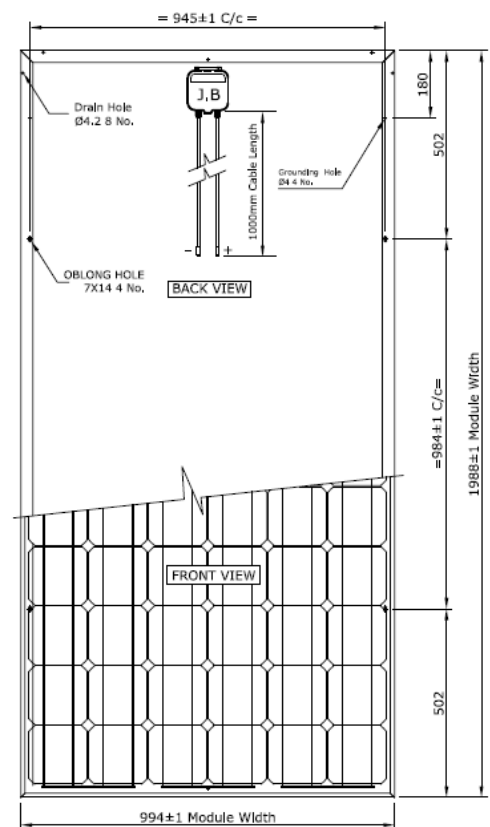 = 945±1 C/c =
Drain Hole
Ø4.2 8 No.
J,B
1000mm Cable Length
Grounding Hole
Ø4 4 No.
180
502
- +
OBLONG HOLE
7X14 4 No.
BACK VIEW
=984±1 C/c=
1988±1 Module Width
FRONT VIEW
502
994±1 Module Width